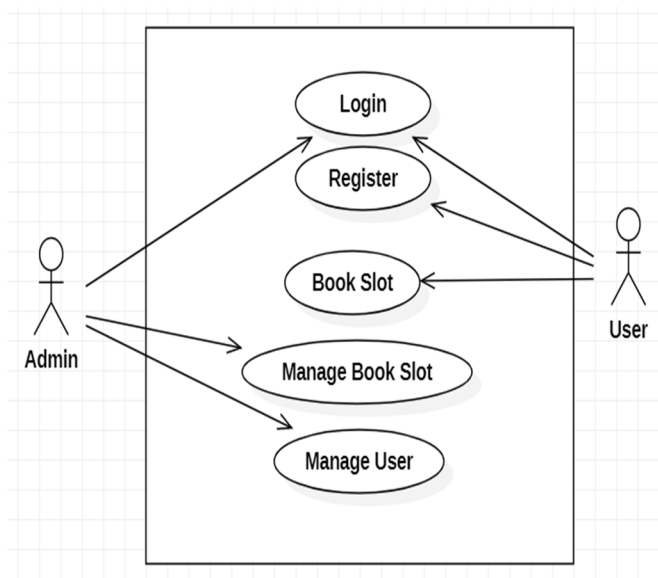 Login
Register
Book Slot
User
Admin
Manage Book Slot
Manage User